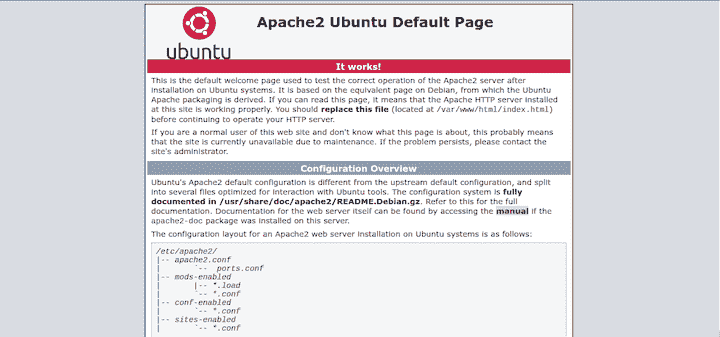 ubuntu
Apache2 Ubuntu Default Page
It works!
This is the default welcome page used to test the correct operation of the Apache2 server after
installation on Ubuntu systems. It is based on the equivalent page on Debian, from which the Ubuntu
Apache packaging is derived. If you can read this page, it means that the Apache HTTP server installed
at this site is working properly. You should replace this file (located at /var/www/html/index.html)
before continuing to operate your HTTP server.
If you are a normal user of this web site and don't know what this page is about, this probably means
that the site is currently unavailable due to maintenance. If the problem persists, please contact the
site's administrator.
Configuration Overview
Ubuntu's Apache2 default configuration is different from the upstream default configuration, and split
into several files optimized for interaction with Ubuntu tools. The configuration system is fully
documented in /usr/share/doc/apache2/README.Debian.gz. Refer to this for the full
documentation. Documentation for the web server itself can be found by accessing the manual if the
apache2-doc package was installed on this server.
The configuration layout for an Apache2 web server installation on Ubuntu systems is as follows:
/etc/apache2/
|-- apache2.conf
|       `--  ports.conf
|-- mods-enabled
|       |-- *.load
|       `-- *.conf
|-- conf-enabled
|       `-- *.conf
|-- sites-enabled
|       `-- *.conf